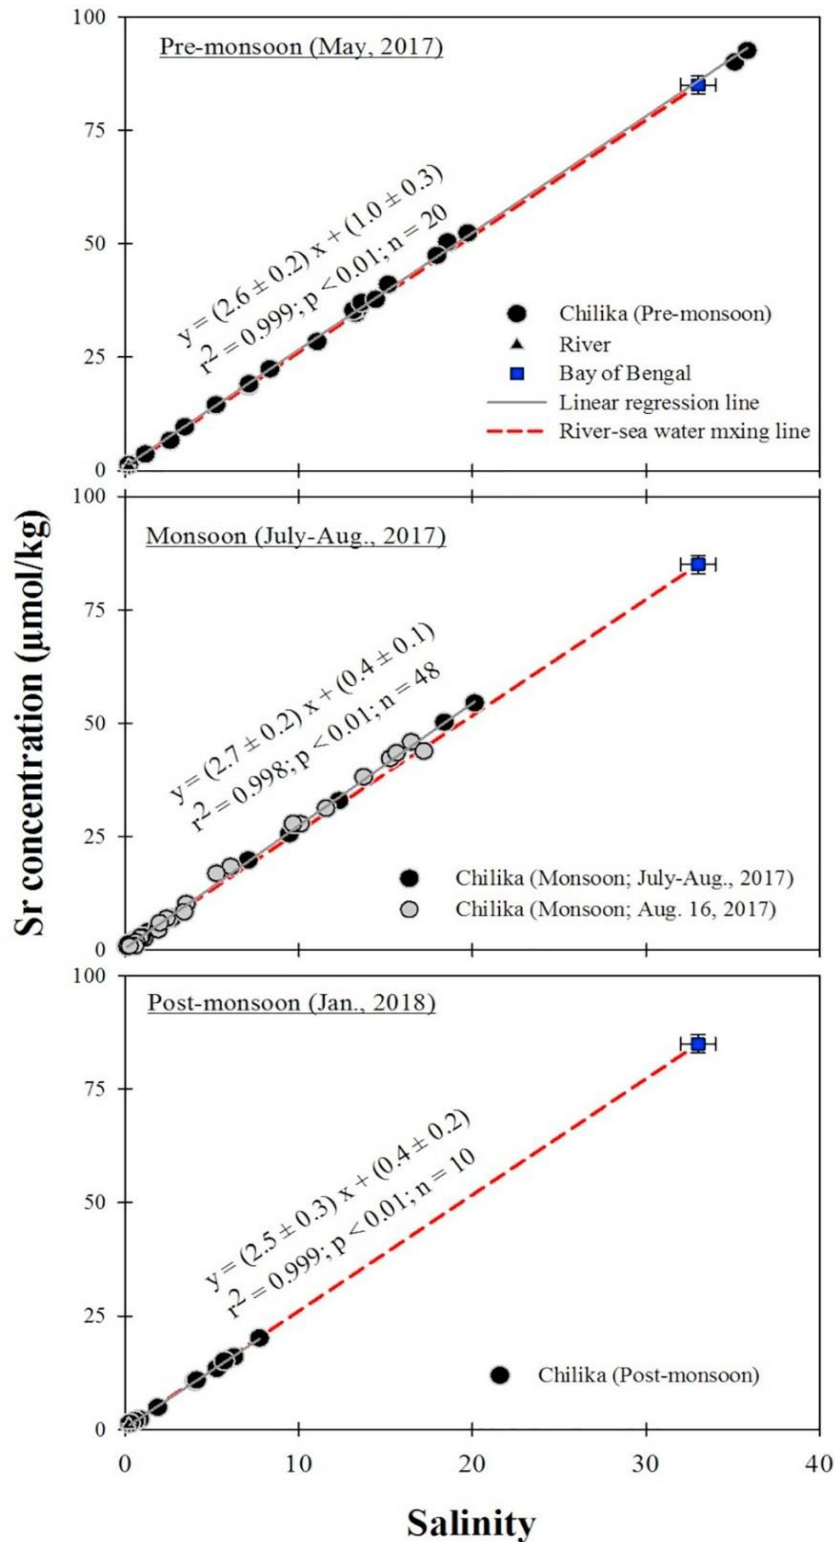 Sr concentration (µmol/kg)
100
Pre-monsoon (May, 2017)
75
y = (2.6 ± 0.2) x + (1.0 ± 0.3)
r2 = 0.999; p < 0.01; n = 20
50
Chilika (Pre-monsoon)
River
Bay of Bengal
25
Linear regression line
River-sea water mxing line
0
100
Monsoon (July-Aug., 2017)
75
y = (2.7 ± 0.2) x + (0.4 ± 0.1)
r2 = 0.998; p < 0.01; n = 48
50
25
Chilika (Monsoon; July-Aug., 2017)
Chilika (Monsoon; Aug. 16, 2017)
0
100
Post-monsoon (Jan., 2018)
75
y = (2.5 ± 0.3) x + (0.4 ± 0.2)
r2 = 0.999; p < 0.01; n = 10
50
25
Chilika (Post-monsoon)
0
0 10 20 30 40
Salinity